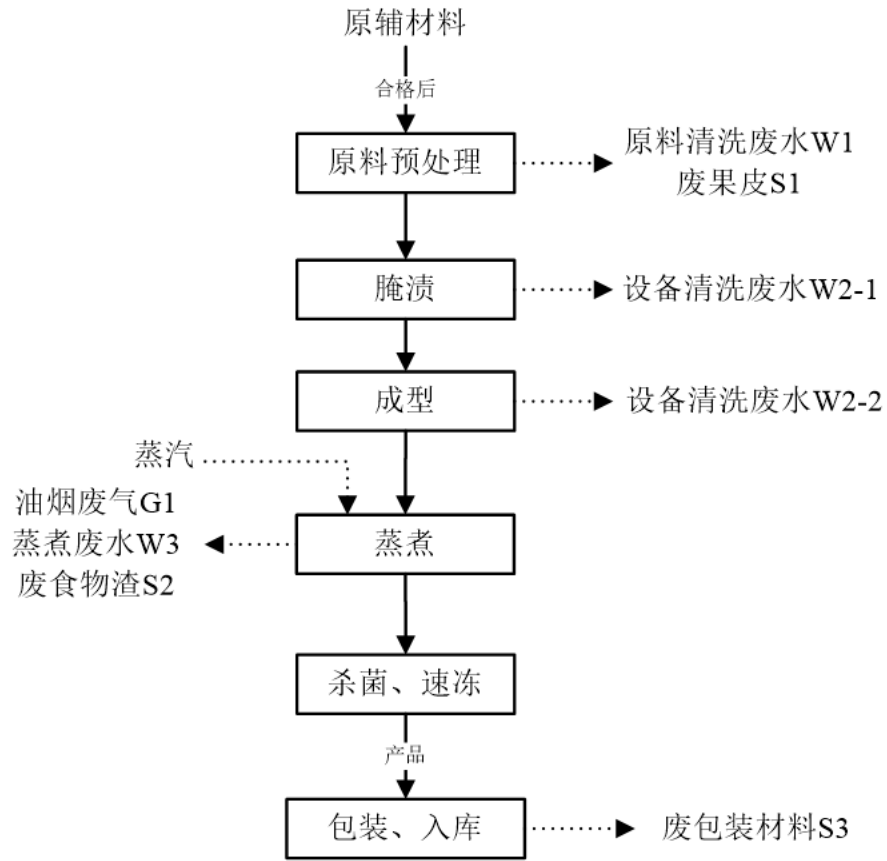 原辅材料
合格后
原料预处理
原料清洗废水W1
废果皮S1
腌渍
设备清洗废水W2-1
成型
设备清洗废水W2-2
蒸汽
油烟废气G1
蒸煮废水W3
废食物渣S2
蒸煮
杀菌、速冻
产品
包装、入库
废包装材料S3